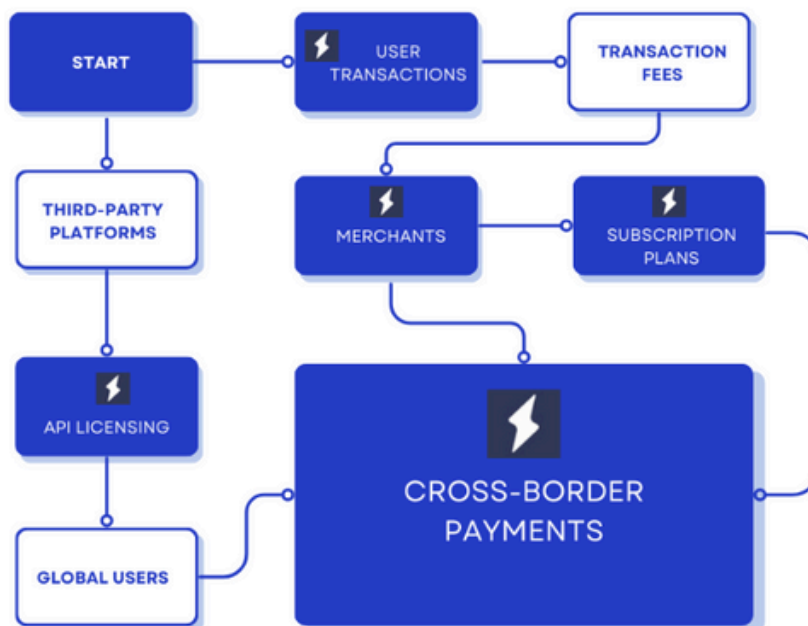 START
USER
TRANSACTIONS
TRANSACTION
FEES
THIRD-PARTY
PLATFORMS
MERCHANTS
SUBSCRIPTION
PLANS
API LICENSING
CROSS-BORDER
PAYMENTS
GLOBAL USERS